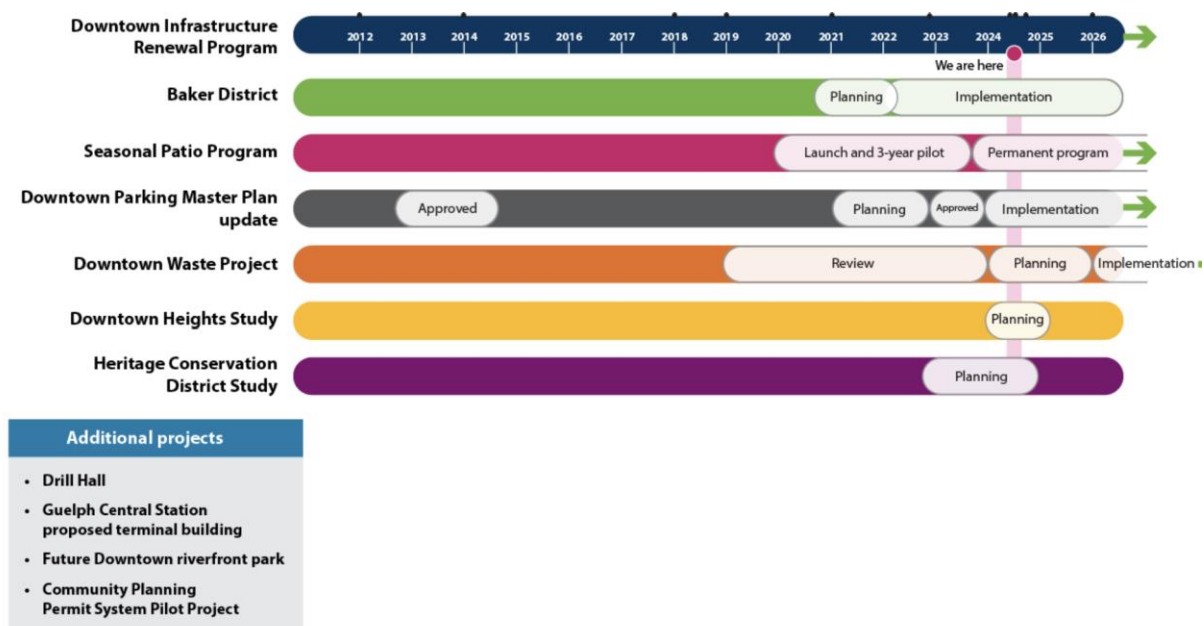 Downtown Infrastructure
Renewal Program
2012 2013 2014 2015 2016 2017 2018 2019 2020 2021 2022 2023 2024 2025 2026
We are here
Baker District
Planning Implementation
Seasonal Patio Program
Launch and 3-year pilot Permanent program
Downtown Parking Master Plan
update
Approved Planning Approved Implementation
Downtown Waste Project
Review Planning Implementation
Downtown Heights Study
Planning
Heritage Conservation
District Study
Planning
Additional projects
• Drill Hall
• Guelph Central Station
proposed terminal building
• Future Downtown riverfront park
• Community Planning
Permit System Pilot Project